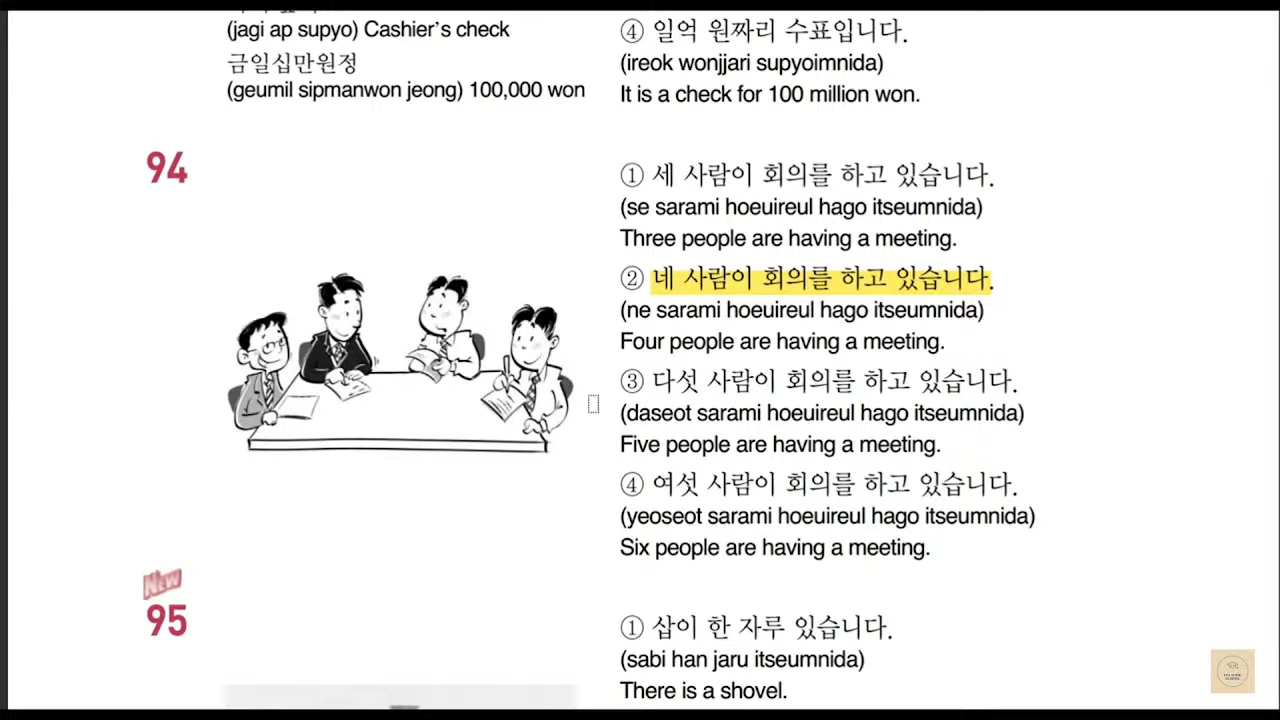 (jagi ap supyo) Cashier's check
금일십만원정
(geumil sipmanwon jeong) 100,000 won
④ 일억 원짜리 수표입니다.
(ireok wonjjari supyoimnida)
It is a check for 100 million won.
94
① 세 사람이 회의를 하고 있습니다.
(se sarami hoeuireul hago itseumnida)
Three people are having a meeting.
② 네 사람이 회의를 하고 있습니다.
(ne sarami hoeuireul hago itseumnida)
Four people are having a meeting.
③ 다섯 사람이 회의를 하고 있습니다.
(daseot sarami hoeuireul hago itseumnida)
Five people are having a meeting.
④ 여섯 사람이 회의를 하고 있습니다.
(yeoseot sarami hoeuireul hago itseumnida)
Six people are having a meeting.
NEW
95
① 삽이 한 자루 있습니다.
(sabi han jaru itseumnida)
There is a shovel.